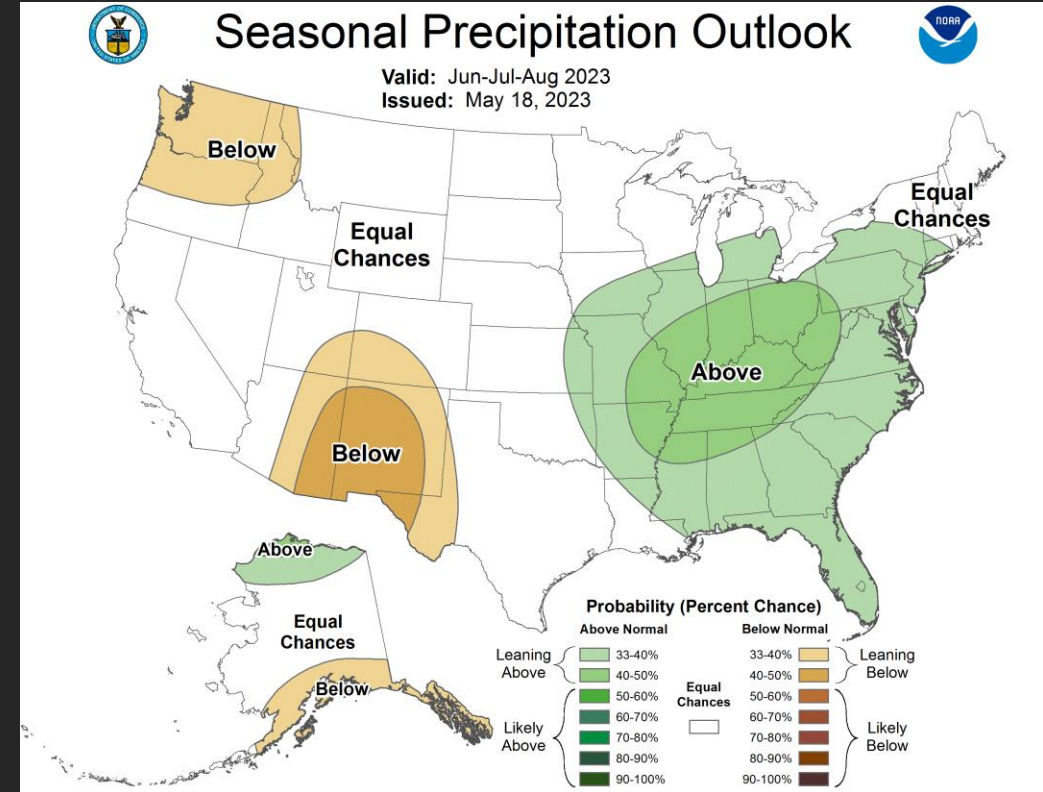 Seasonal Precipitation Outlook
NOAA
Valid: Jun-Jul-Aug 2023
Issued: May 18, 2023
Below
Equal
Chances
Equal
Chances
Above
Below
Above
Equal
Chances
Below
Probability (Percent Chance)
Above Normal
Below Normal
Leaning
Above
33-40%
40-50%
Likely
Above
50-60%
60-70%
70-80%
80-90%
90-100%
Equal
Chances
33-40%
40-50%
Leaning
Below
50-60%
60-70%
70-80%
80-90%
90-100%
Likely
Below